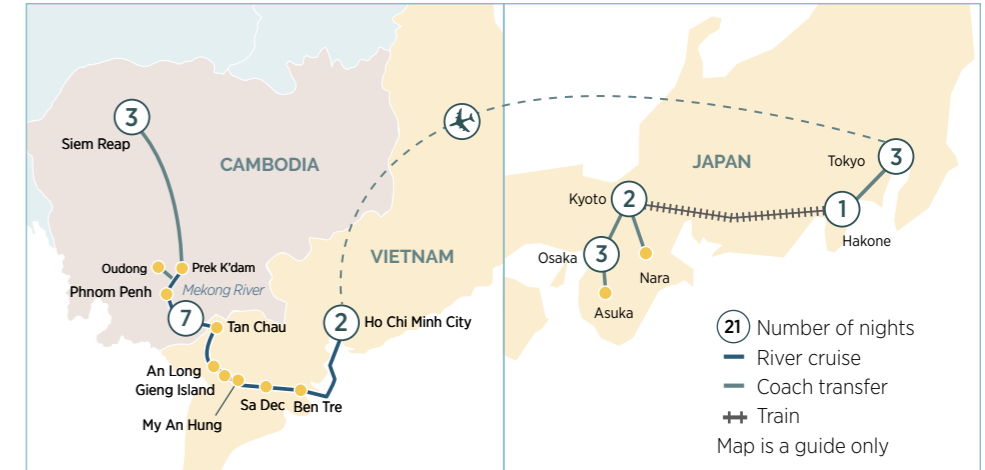 3
Siem Reap
CAMBODIA
Oudong
Prek K'dam
Phnom Penh
Mekong River
7
Tan Chau
VIETNAM
2
Ho Chi Minh City
An Long
Gieng Island
My An Hung
Sa Dec
Ben Tre
JAPAN
Tokyo
3
Kyoto
2
1
Hakone
Osaka
3
Nara
Asuka
21 Number of nights
River cruise
Coach transfer
Train
Map is a guide only